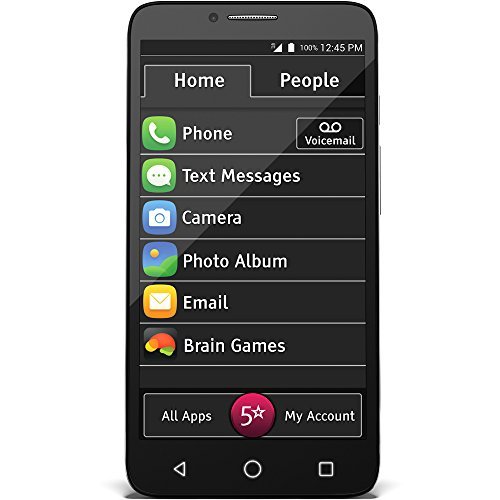 100% 12:45 PM
Home People
Phone
Voicemail
Text Messages
Camera
Photo Album
Email
Brain Games
All Apps 5☆ My Account